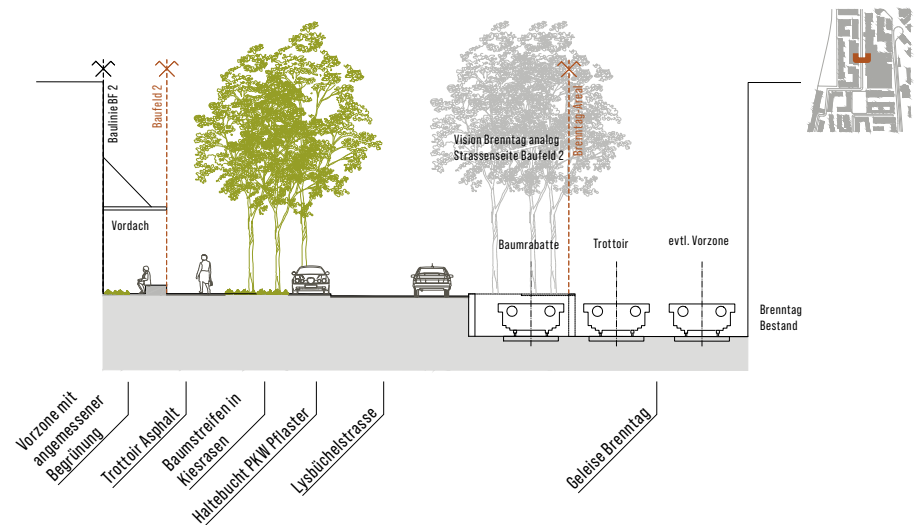 Baulinie BF 2
Baufeld 2
Vision Brenntag analog
Strassenseite Baufeld 2
Brenntag-Areal
Vordach
Baumrabatte
Trottoir
evtl. Vorzone
Brenntag
Bestand
Vorzone mit
angemessener
Begrünung
Trottoir Asphalt
Baumstreifen in
Kiesrasen
Haltebucht PKW Pflaster
Lysbüchelstrasse
Geleise Brenntag